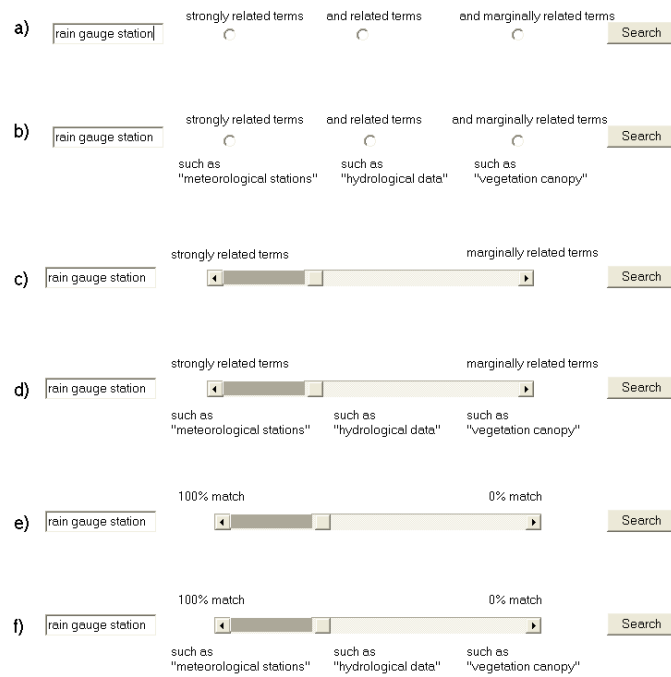 strongly related terms and related terms and marginally related terms
a) rain gauge station Search
strongly related terms and related terms and marginally related terms
b) rain gauge station Search
such as such as such as
"meteorological stations" "hydrological data" "vegetation canopy"
strongly related terms marginally related terms
c) rain gauge station Search
strongly related terms marginally related terms
d) rain gauge station Search
such as such as such as
"meteorological stations" "hydrological data" "vegetation canopy"
100% match 0% match
e) rain gauge station Search
100% match 0% match
f) rain gauge station Search
such as such as such as
"meteorological stations" "hydrological data" "vegetation canopy"